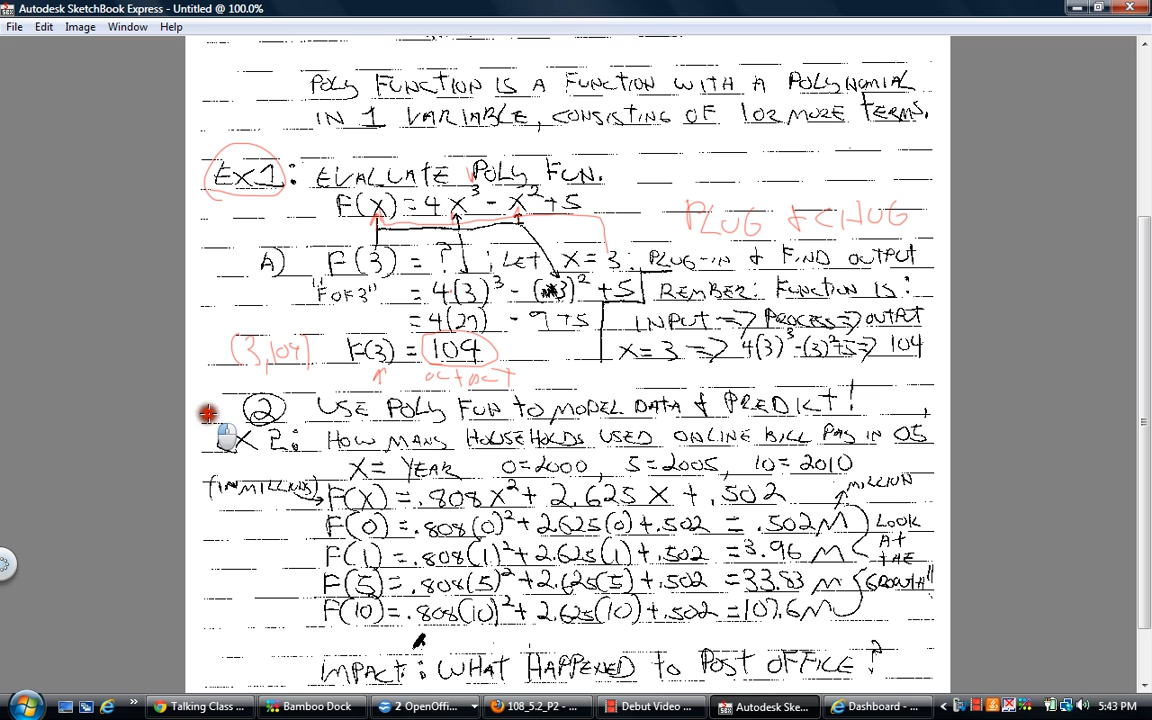 Autodesk SketchBook Express - Untitled @ 100.0%
File Edit Image Window Help
POLY FUNCTION IS A FUNCTION WITH A POLYNOMIAL
IN 1 VARIABLE, CONSISTING OF 1 OR MORE TERMS.
EX1: EVALUATE POLY FUN.
F(X) = 4X³ - X² + 5
PLUG & CHUG
A) F(3) = ? ; LET X = 3: PLUG-IN & FIND OUTPUT
"F OF 3" = 4(3)³ - (3)² + 5 REMBER: FUNCTION IS:
= 4(27) - 9 + 5 INPUT => PROCESS => OUTPUT
(3,104) F(3) = 104 X = 3 => 4(3)³-(3)²+5 => 104
② USE POLY FUN TO MODEL DATA & PREDICT!
EX 2: HOW MANY HOUSEHOLDS USED ONLINE BILL PAY IN '05
X = YEAR 0=2000, 5=2005, 10=2010
(IN MILLIONS) F(X) = .808X² + 2.625X + .502 MILLION
F(0) = .808(0)² + 2.625(0) + .502 = .502M LOOK
F(1) = .808(1)² + 2.625(1) + .502 = 3.96 M AT THE
F(5) = .808(5)² + 2.625(5) + .502 = 33.83 M GROWTH!!
F(10) = .808(10)² + 2.625(10) + .502 = 107.6M
IMPACT: WHAT HAPPENED TO POST OFFICE?
Talking Class ... Bamboo Dock 2 OpenOffi... 108_5.2_P2 - ... Debut Video ... Autodesk Ske... Dashboard - ... 5:43 PM